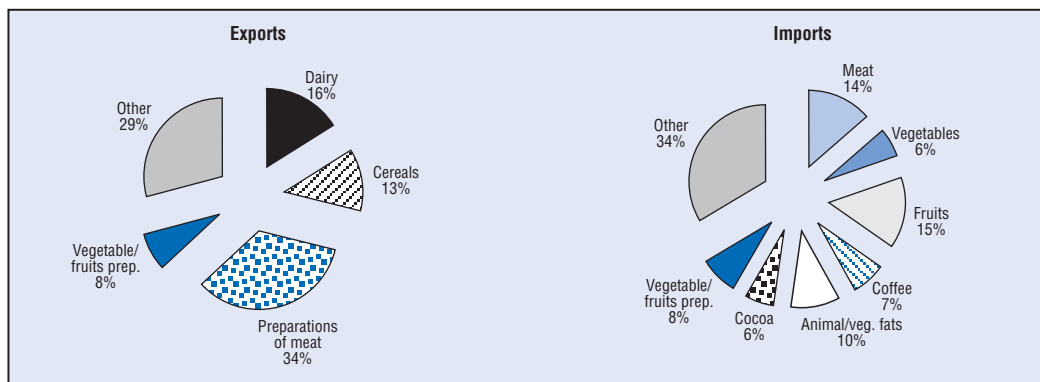 Exports
Dairy
16%
Other
29%
Cereals
13%
Vegetable/
fruits prep.
8%
Preparations
of meat
34%
Imports
Meat
14%
Other
34%
Vegetables
6%
Fruits
15%
Coffee
7%
Vegetable/
fruits prep.
8%
Cocoa
6%
Animal/veg. fats
10%